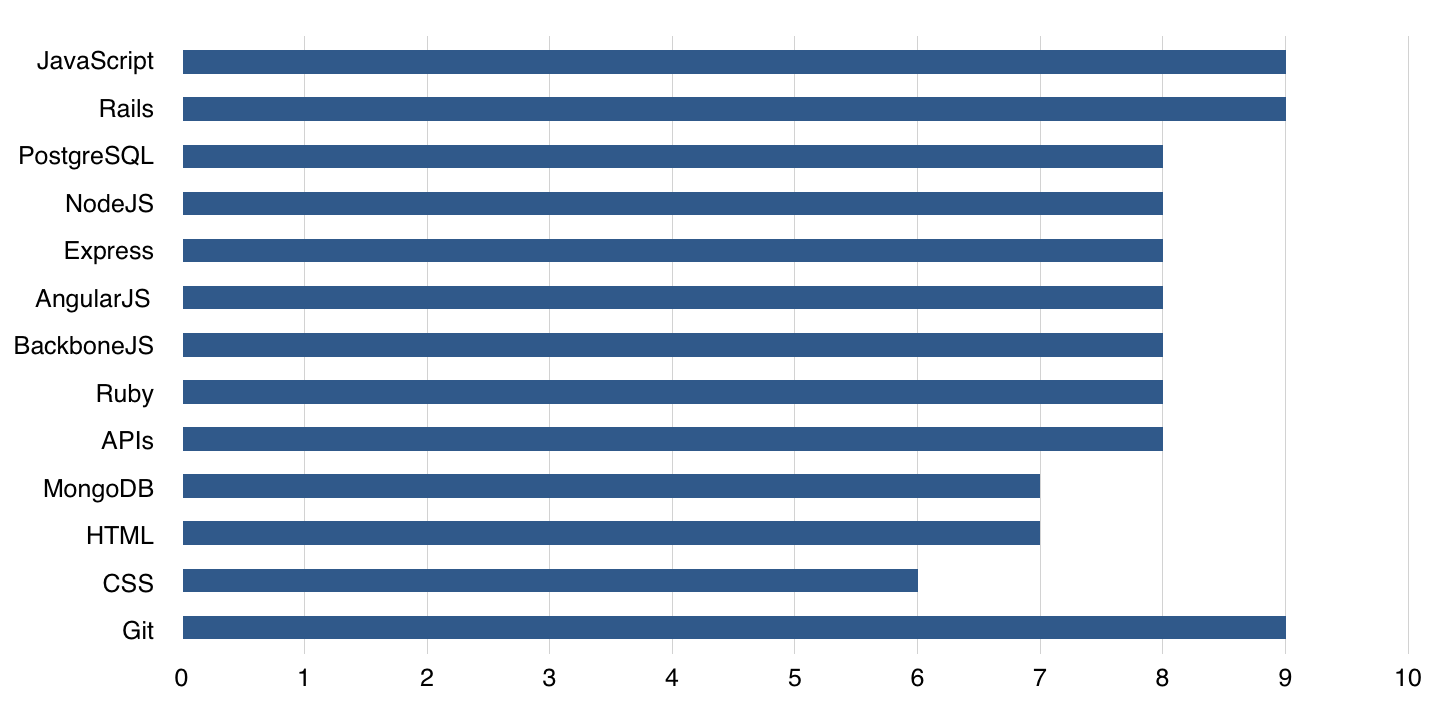 JavaScript
Rails
PostgreSQL
NodeJS
Express
AngularJS
BackboneJS
Ruby
APIs
MongoDB
HTML
CSS
Git
0 1 2 3 4 5 6 7 8 9 10